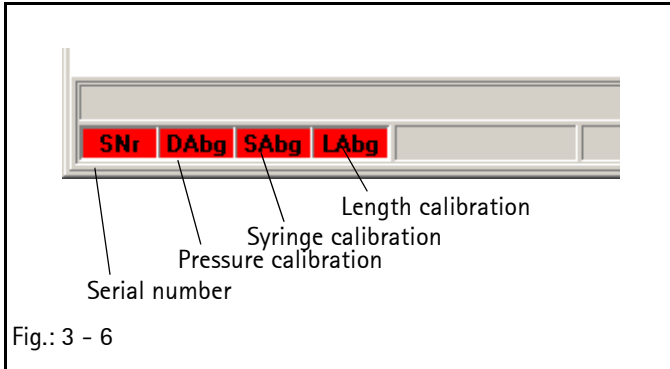 SNr DAbg SAbg LAbg
Length calibration
Syringe calibration
Pressure calibration
Serial number
Fig.: 3 - 6